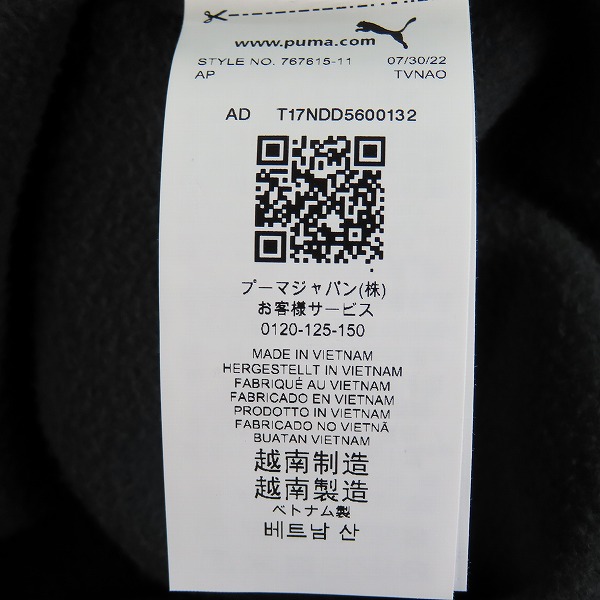 www.puma.com
STYLE NO. 767615-11 07/30/22
AP TVNAO
AD T17NDD5600132
プーマジャパン(株)
お客様サービス
0120-125-150
MADE IN VIETNAM
HERGESTELLT IN VIETNAM
FABRIQUÉ AU VIETNAM
FABRICADO EN VIETNAM
PRODOTTO IN VIETNAM
FABRICADO NO VIETNÃ
BUATAN VIETNAM
越南制造
越南製造
ベトナム製
베트남 산